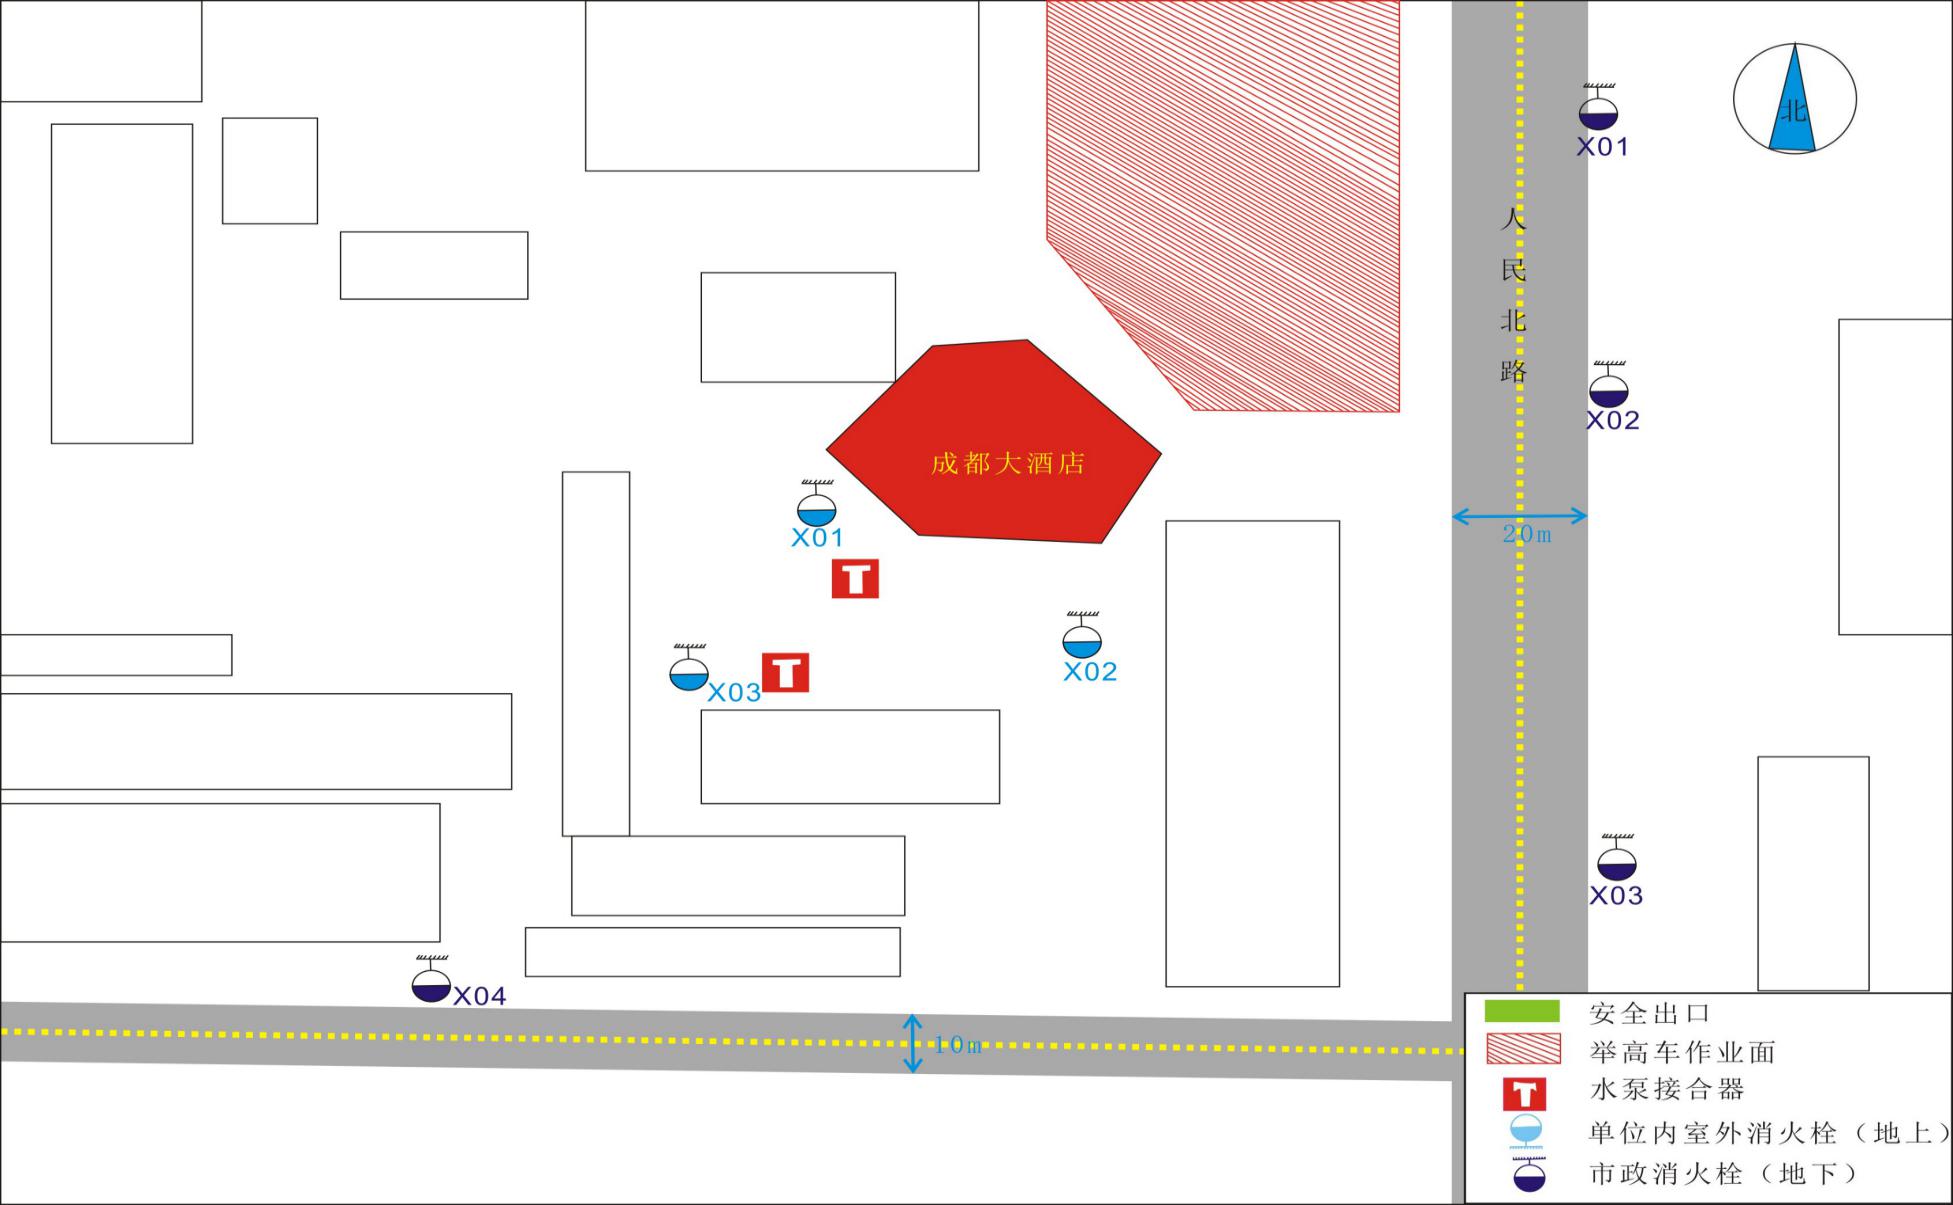 北
X01
人民北路
X02
成都大酒店
X01
20m
X02
X03
X03
X04
10m
安全出口
举高车作业面
T 水泵接合器
单位内室外消火栓（地上）
市政消火栓（地下）
T
T